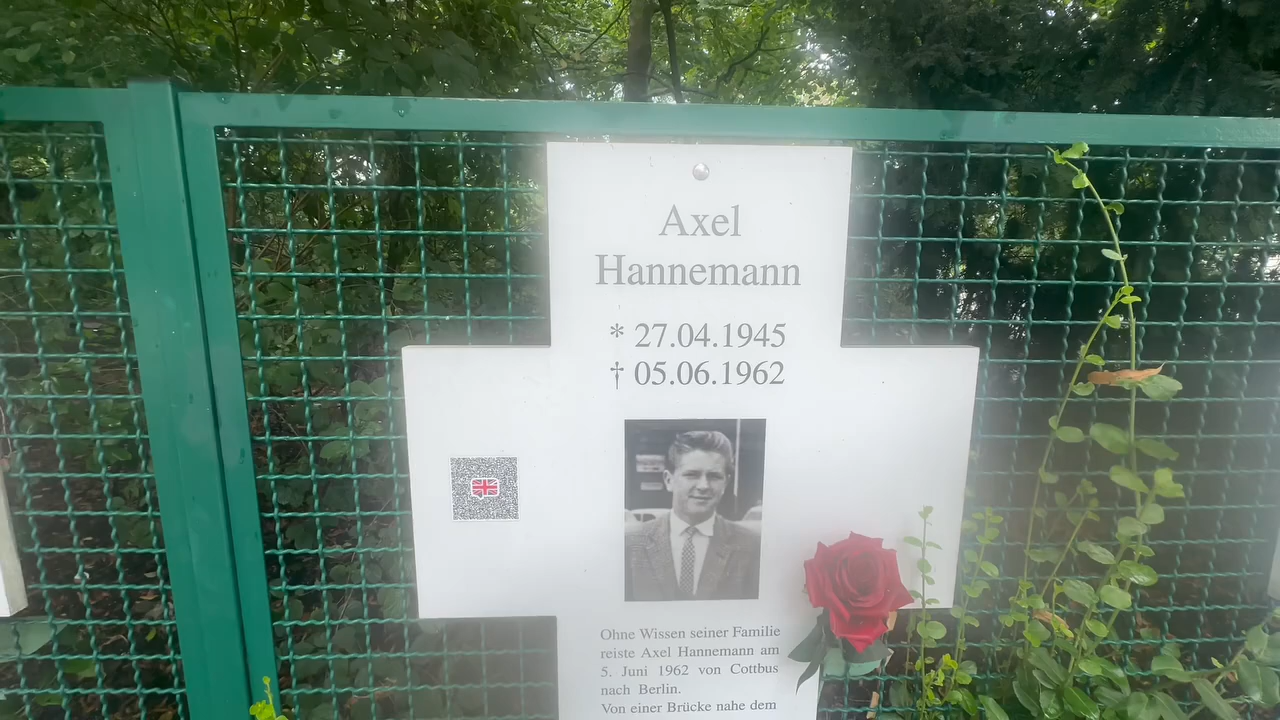 Axel
Hannemann
* 27.04.1945
† 05.06.1962
Ohne Wissen seiner Familie
reiste Axel Hannemann am
5. Juni 1962 von Cottbus
nach Berlin.
Von einer Brücke nahe dem